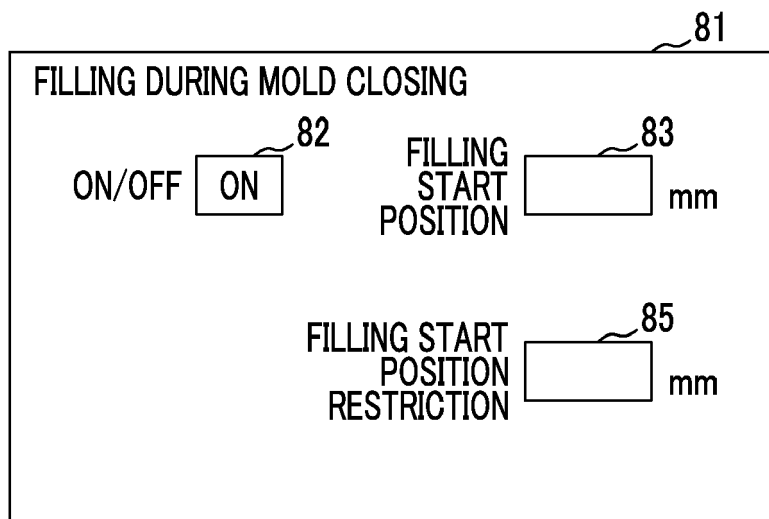 81
FILLING DURING MOLD CLOSING
82
83
ON/OFF ON
FILLING
START
POSITION
mm
85
FILLING START
POSITION
RESTRICTION
mm